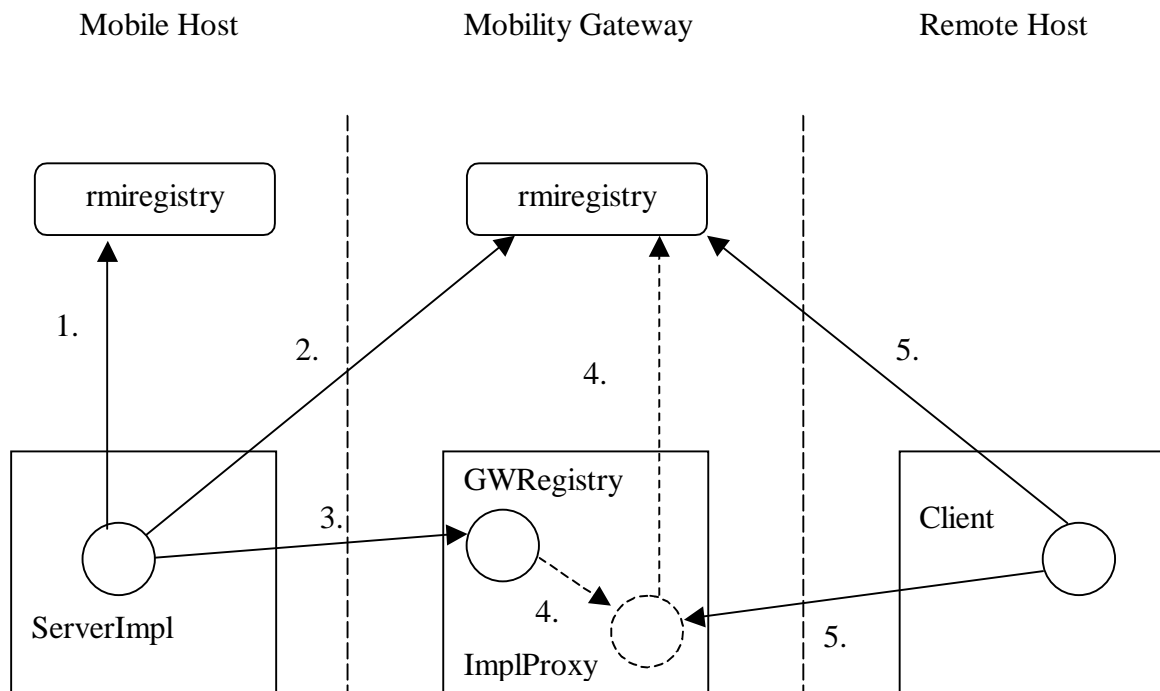 Mobile Host
Mobility Gateway
Remote Host
rmiregistry
rmiregistry
1.
2.
4.
5.
GWRegistry
3.
Client
4.
ServerImpl
ImplProxy
5.